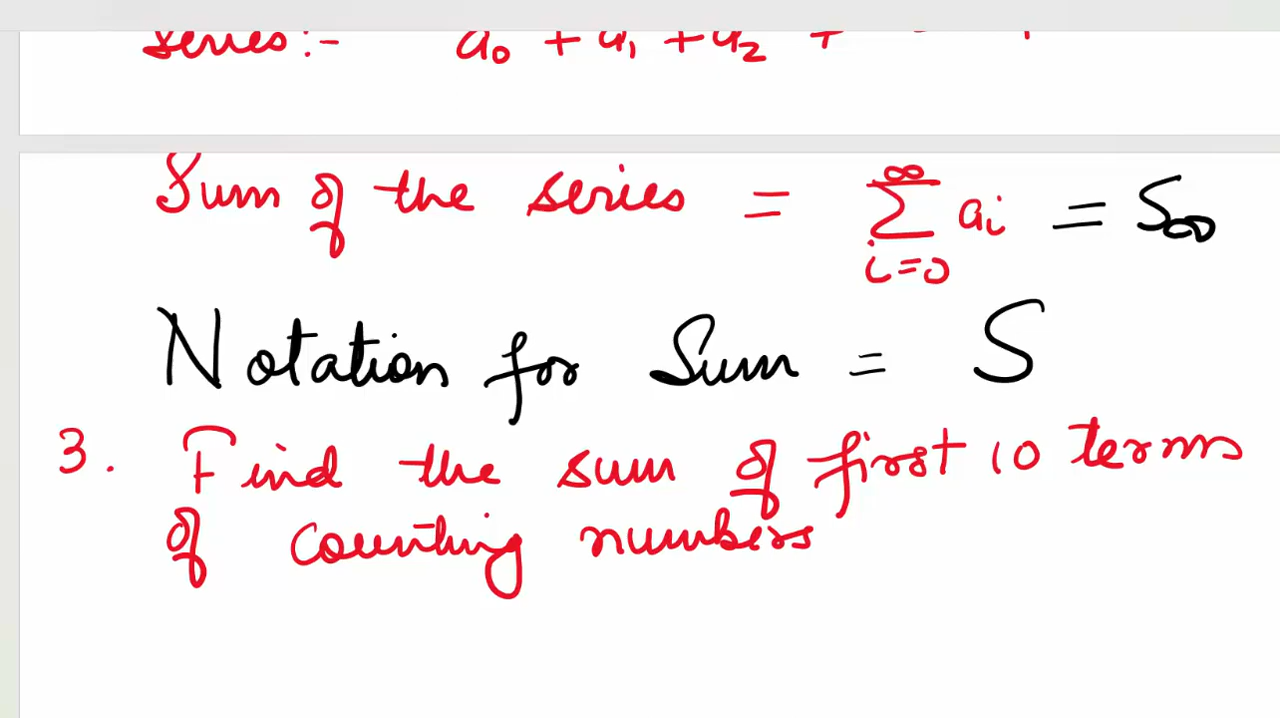 series:- a₀ + a₁ + a₂ +
Sum of the series = ∞∑i=0 aᵢ = S∞
Notation for Sum = S
3. Find the sum of first 10 terms
of counting numbers